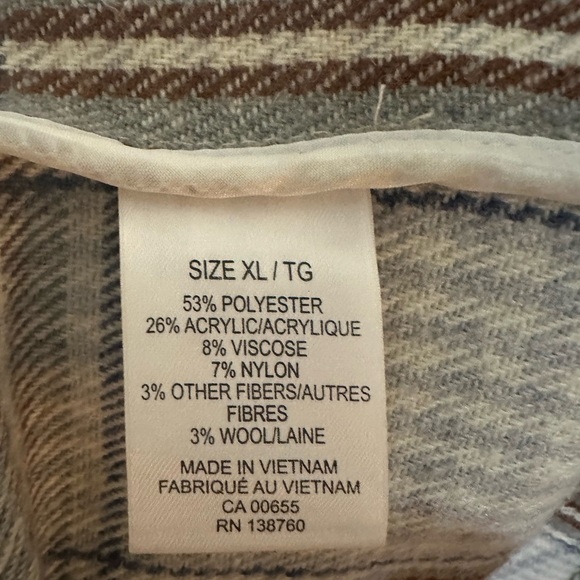 SIZE XL / TG
53% POLYESTER
26% ACRYLIC/ACRYLIQUE
8% VISCOSE
7% NYLON
3% OTHER FIBERS/AUTRES
FIBRES
3% WOOL/LAINE
MADE IN VIETNAM
FABRIQUÉ AU VIETNAM
CA 00655
RN 138760